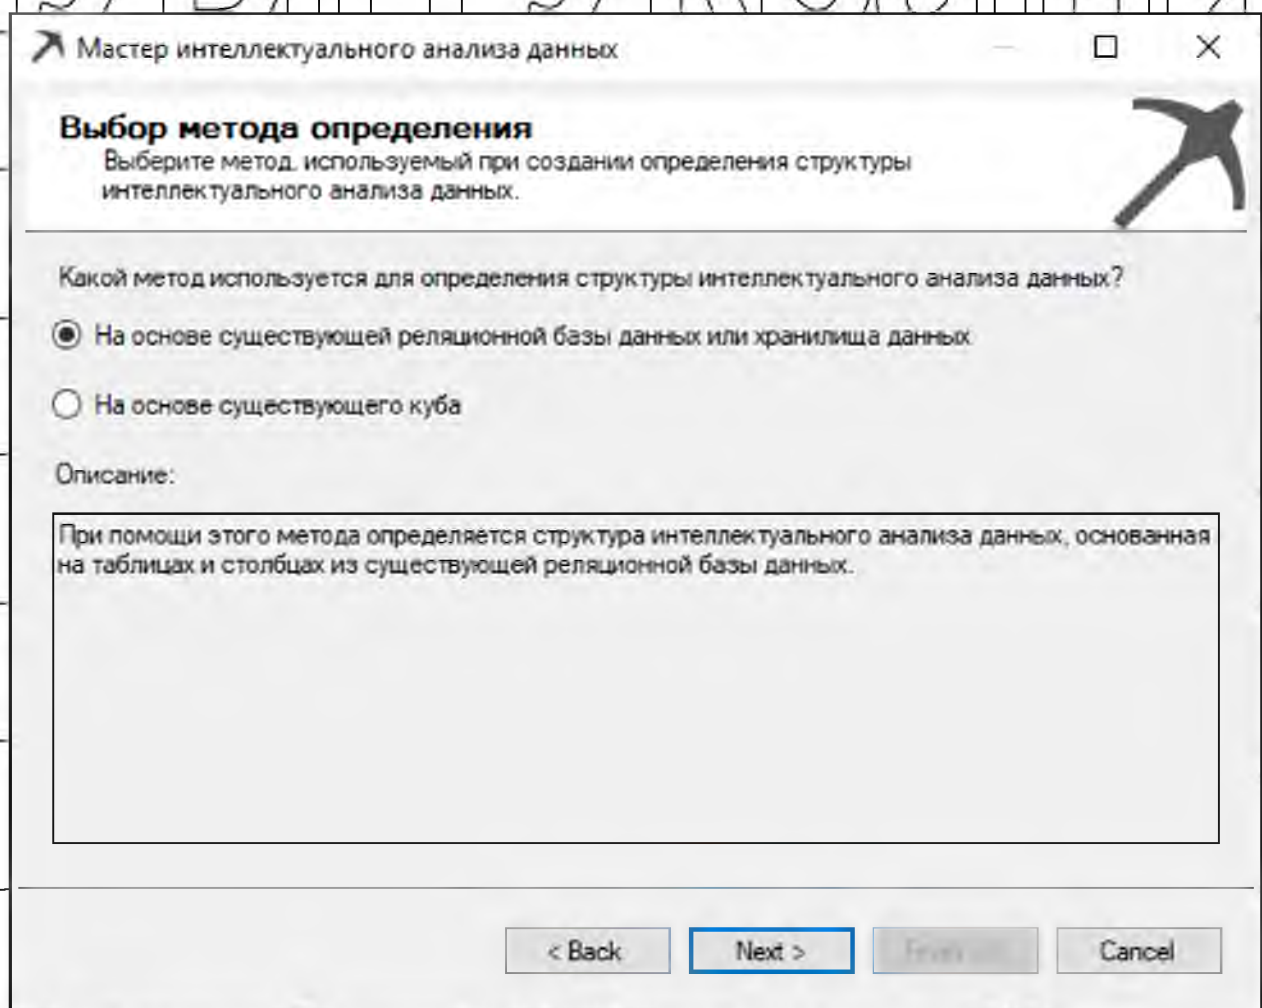 Мастер интеллектуального анализа данных
Выбор метода определения
Выберите метод, используемый при создании определения структуры
интеллектуального анализа данных.
Какой метод используется для определения структуры интеллектуального анализа данных?
На основе существующей реляционной базы данных или хранилища данных
На основе существующего куба
Описание:
При помощи этого метода определяется структура интеллектуального анализа данных, основанная
на таблицах и столбцах из существующей реляционной базы данных.
< Back
Next >
Cancel